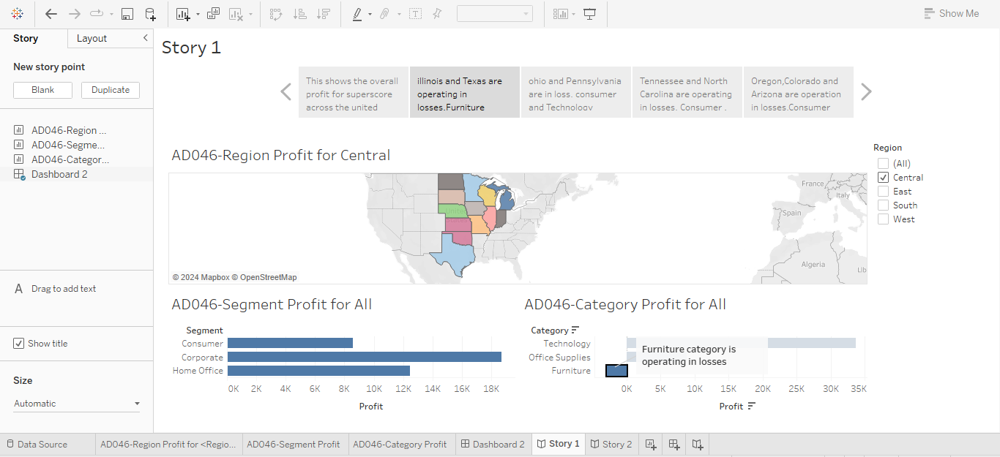 Show Me
Story
Layout
Story 1
New story point
Blank
Duplicate
This shows the overall
profit for superscore
across the united
illinois and Texas are
operating in
losses.Furniture
ohio and Pennsylvania
are in loss. consumer
and Technology
Tennessee and North
Carolina are operating
in losses. Consumer .
Oregon,Colorado and
Arizona are operation
in losses.Consumer
AD046-Region ...
AD046-Segme...
AD046-Categor...
Dashboard 2
A Drag to add text
Show title
Size
Automatic
AD046-Region Profit for Central
France
Italy
Spain
Algeria
Lib
United
© 2024 Mapbox © OpenStreetMap
Region
(All)
Central
East
South
West
AD046-Segment Profit for All
Segment
Consumer
Corporate
Home Office
0K 2K 4K 6K 8K 10K 12K 14K 16K 18K
Profit
AD046-Category Profit for All
Category
Technology
Office Supplies
Furniture
Furniture category is
operating in losses
0K 5K 10K 15K 20K 25K 30K 35K
Profit
Data Source
AD046-Region Profit for <Regio...
AD046-Segment Profit
AD046-Category Profit
Dashboard 2
Story 1
Story 2